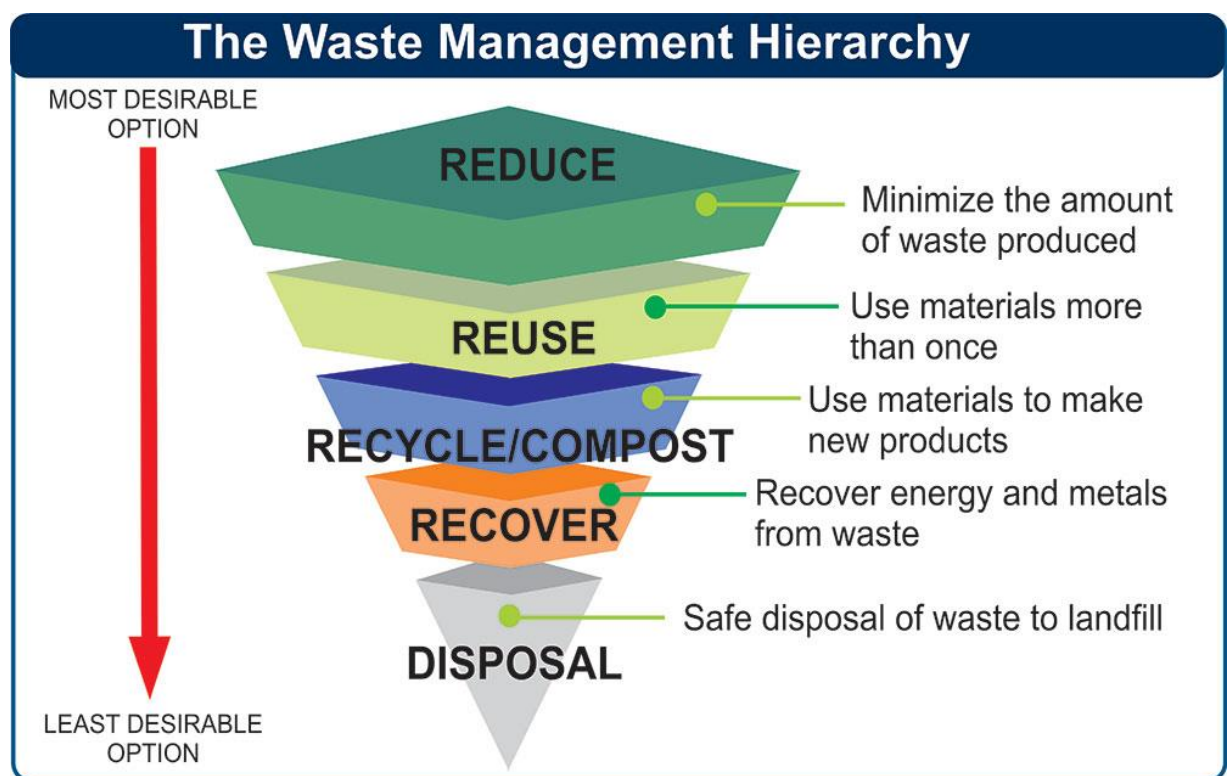 The Waste Management Hierarchy
MOST DESIRABLE
OPTION
REDUCE
Minimize the amount
of waste produced
REUSE
Use materials more
than once
RECYCLE/COMPOST
Use materials to make
new products
RECOVER
Recover energy and metals
from waste
DISPOSAL
Safe disposal of waste to landfill
LEAST DESIRABLE
OPTION